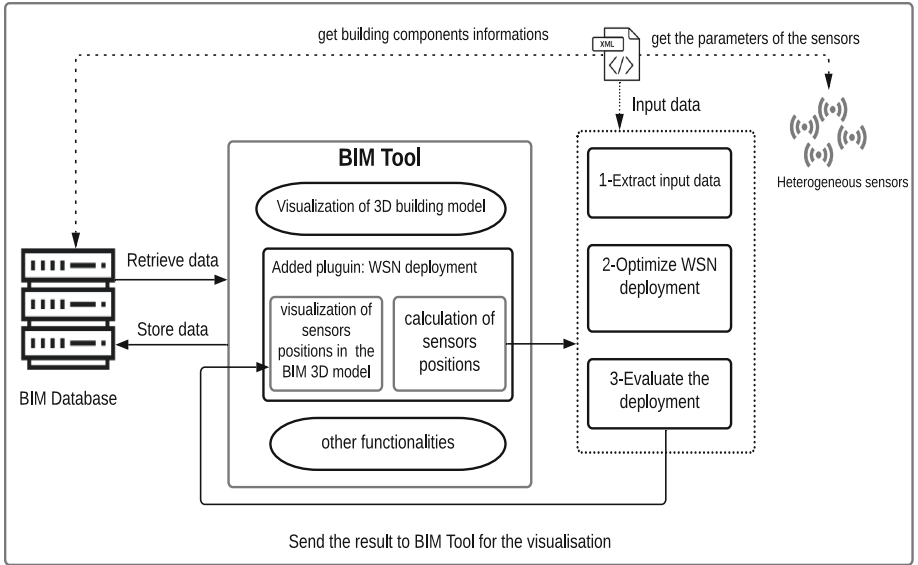 get building components informations
XML
get the parameters of the sensors
Input data
Heterogeneous sensors
BIM Tool
Visualization of 3D building model
Added pluguin: WSN deployment
visualization of
sensors
positions in the
BIM 3D model
calculation of
sensors
positions
other functionalities
Retrieve data
Store data
BIM Database
1-Extract input data
2-Optimize WSN
deployment
3-Evaluate the
deployment
Send the result to BIM Tool for the visualisation